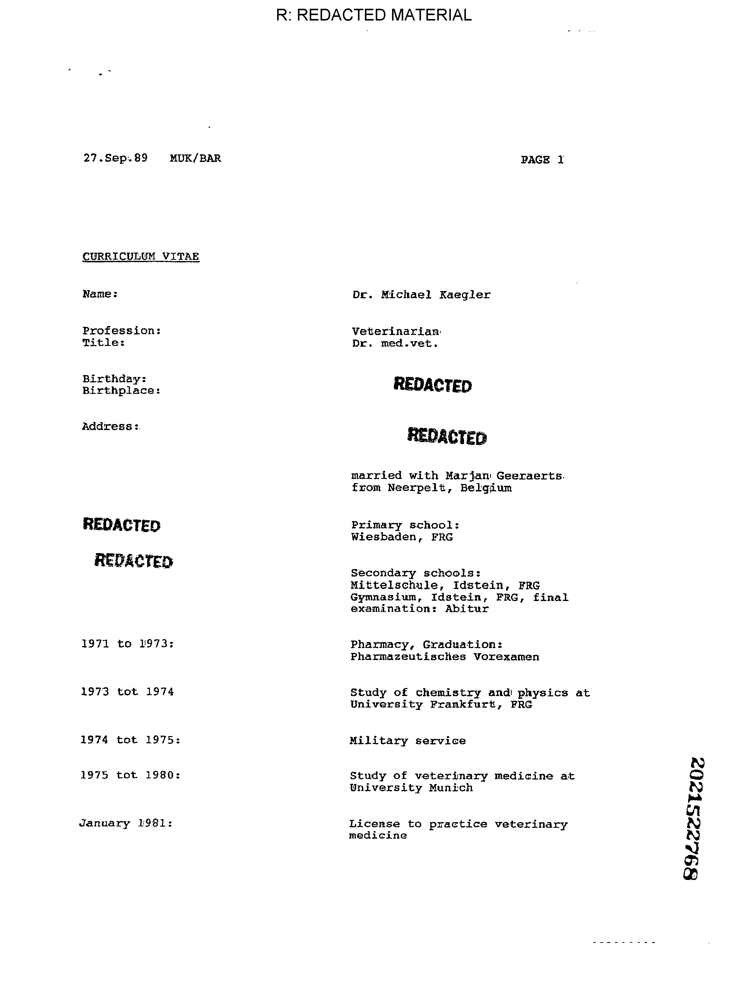 R: REDACTED MATERIAL
27.Sep.89 MUK/BAR PAGE 1
CURRICULUM VITAE
Name: Dr. Michael Kaegler
Profession: Veterinarian
Title: Dr. med.vet.
Birthday: REDACTED
Birthplace:
Address: REDACTED
married with Marjan Geeraerts
from Neerpelt, Belgium
REDACTED Primary school:
Wiesbaden, FRG
REDACTED
Secondary schools:
Mittelschule, Idstein, FRG
Gymnasium, Idstein, FRG, final
examination: Abitur
1971 to 1973: Pharmacy, Graduation:
Pharmazeutisches Vorexamen
1973 tot 1974 Study of chemistry and physics at
University Frankfurt, FRG
1974 tot 1975: Military service
1975 tot 1980: Study of veterinary medicine at
University Munich
January 1981: License to practice veterinary
medicine
2021522768